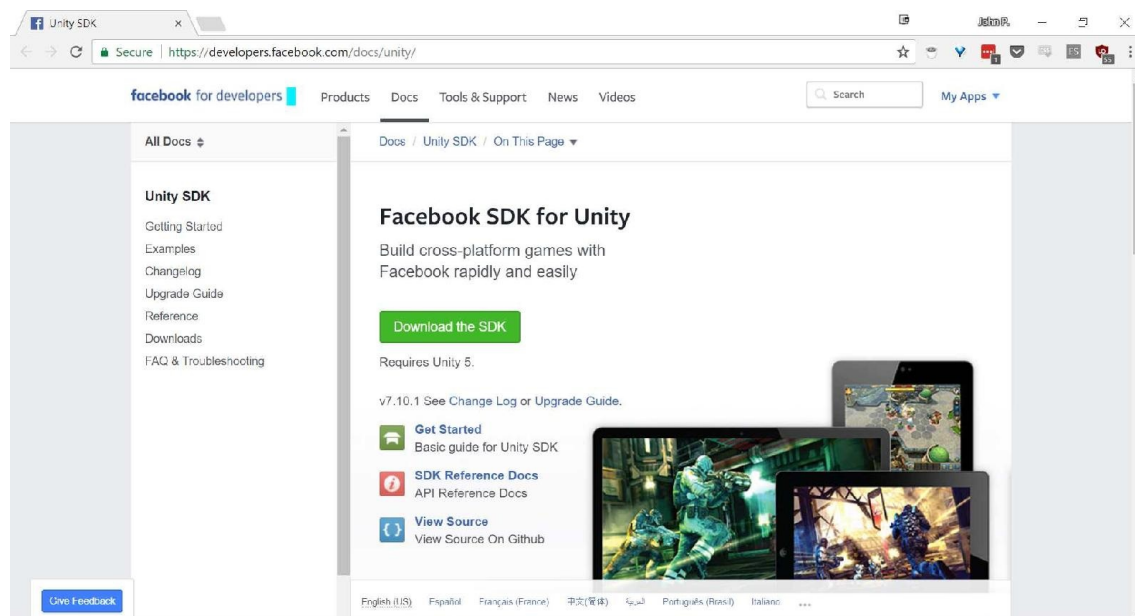 Unity SDK
John P.
Secure https://developers.facebook.com/docs/unity/
1
ES
55
facebook for developers Products Docs Tools & Support News Videos Search My Apps
All Docs
Docs / Unity SDK / On This Page
Unity SDK
Getting Started
Examples
Changelog
Upgrade Guide
Reference
Downloads
FAQ & Troubleshooting
Facebook SDK for Unity
Build cross-platform games with
Facebook rapidly and easily
Download the SDK
Requires Unity 5.
v7.10.1 See Change Log or Upgrade Guide.
Get Started
Basic guide for Unity SDK
SDK Reference Docs
API Reference Docs
View Source
View Source On Github
Give Feedback
English (US) Español Français (France) 中文(简体) العربية Português (Brasil) Italiano ...